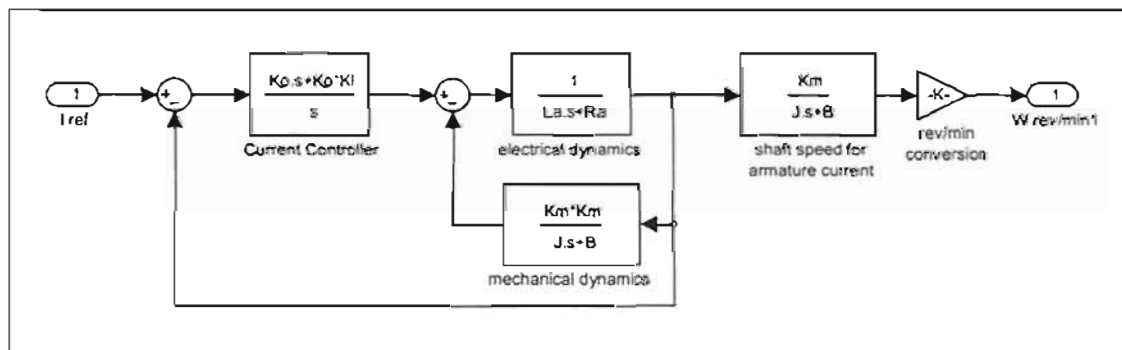 1
I ref
+
-
Kp.s+Kp*KI
s
Current Controller
+
-
1
La.s+Ra
electrical dynamics
Km*Km
J.s+B
mechanical dynamics
Km
J.s+B
shaft speed for
armature current
-K-
rev/min
conversion
1
W rev/min1